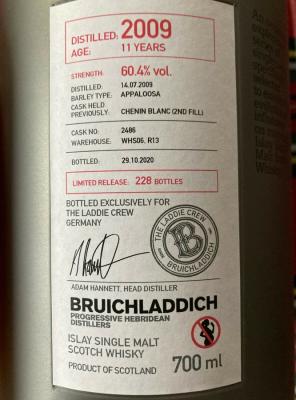 DISTILLED: 2009
AGE: 11 YEARS
STRENGTH: 60.4% vol.
DISTILLED: 14.07.2009
BARLEY TYPE: APPALOOSA
CASK HELD
PREVIOUSLY: CHENIN BLANC (2ND FILL)
CASK NO: 2486
WAREHOUSE: WHS06, R13
BOTTLED: 29.10.2020
LIMITED RELEASE: 228 BOTTLES
BOTTLED EXCLUSIVELY FOR
THE LADDIE CREW
GERMANY
THE LADDIE CREW
B
BRUICHLADDICH
ADAM HANNETT, HEAD DISTILLER
BRUICHLADDICH
PROGRESSIVE HEBRIDEAN
DISTILLERS
ISLAY SINGLE MALT
SCOTCH WHISKY
PRODUCT OF SCOTLAND
700 ml